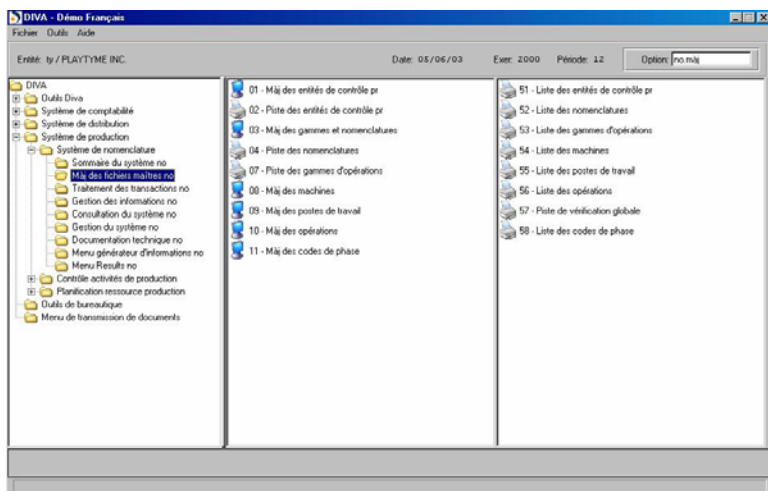 DIVA - Démo Français
Fichier Outils Aide
Entité: ty / PLAYTYME INC. Date: 05/06/03 Exer: 2000 Période: 12 Option: no.màj
DIVA
Outils Diva
Système de comptabilité
Système de distribution
Système de production
Système de nomenclature
Sommaire du système no
Màj des fichiers maîtres no
Traitement des transactions no
Gestion des informations no
Consultation du système no
Gestion du système no
Documentation technique no
Menu générateur d'informations no
Menu Results no
Contrôle activités de production
Planification ressource production
Outils de bureautique
Menu de transmission de documents
01 - Màj des entités de contrôle pr
02 - Piste des entités de contrôle pr
03 - Màj des gammes et nomenclatures
04 - Piste des nomenclatures
07 - Piste des gammes d'opérations
08 - Màj des machines
09 - Màj des postes de travail
10 - Màj des opérations
11 - Màj des codes de phase
51 - Liste des entités de contrôle pr
52 - Liste des nomenclatures
53 - Liste des gammes d'opérations
54 - Liste des machines
55 - Liste des postes de travail
56 - Liste des opérations
57 - Piste de vérification globale
58 - Liste des codes de phase